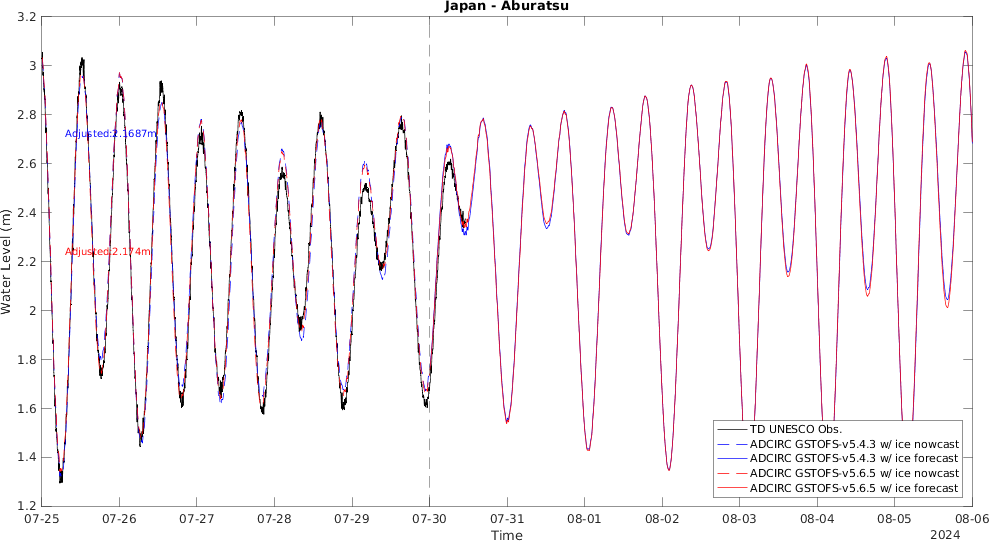 Japan - Aburatsu
3.2
3
2.8
2.6
2.4
2.2
2
1.8
1.6
1.4
1.2
Water Level (m)
Adjusted:2.1687m
Adjusted:2.174m
TD UNESCO Obs.
ADCIRC GSTOFS-v5.4.3 w/ ice nowcast
ADCIRC GSTOFS-v5.4.3 w/ ice forecast
ADCIRC GSTOFS-v5.6.5 w/ ice nowcast
ADCIRC GSTOFS-v5.6.5 w/ ice forecast
07-25 07-26 07-27 07-28 07-29 07-30 07-31 08-01 08-02 08-03 08-04 08-05 08-06
Time
2024